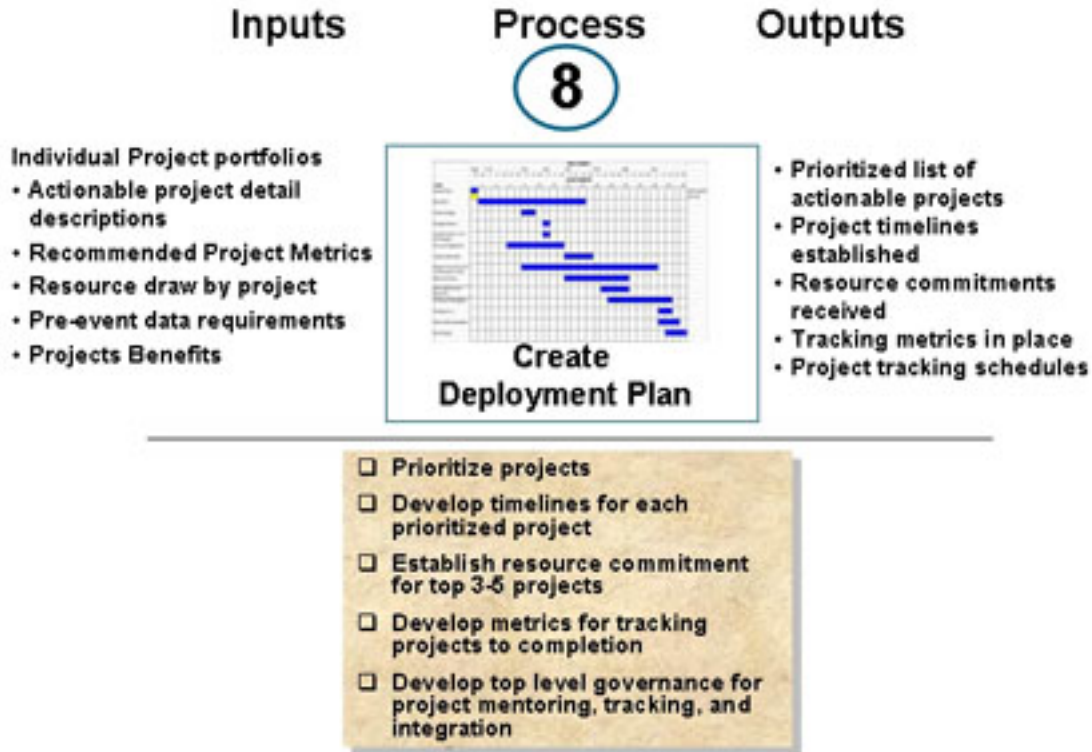 Inputs Process Outputs
8
Individual Project portfolios
• Actionable project detail
descriptions
• Recommended Project Metrics
• Resource draw by project
• Pre-event data requirements
• Projects Benefits
Create
Deployment Plan
• Prioritized list of
actionable projects
• Project timelines
established
• Resource commitments
received
• Tracking metrics in place
• Project tracking schedules
❑ Prioritize projects
❑ Develop timelines for each
prioritized project
❑ Establish resource commitment
for top 3-5 projects
❑ Develop metrics for tracking
projects to completion
❑ Develop top level governance for
project mentoring, tracking, and
integration